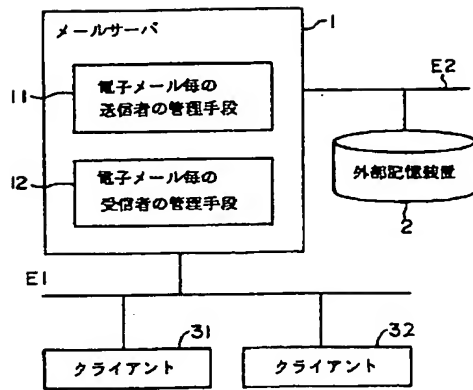 メールサーバ
1
11
電子メール毎の
送信者の管理手段
E2
12
電子メール毎の
受信者の管理手段
外部記憶装置
2
E1
31
32
クライアント
クライアント